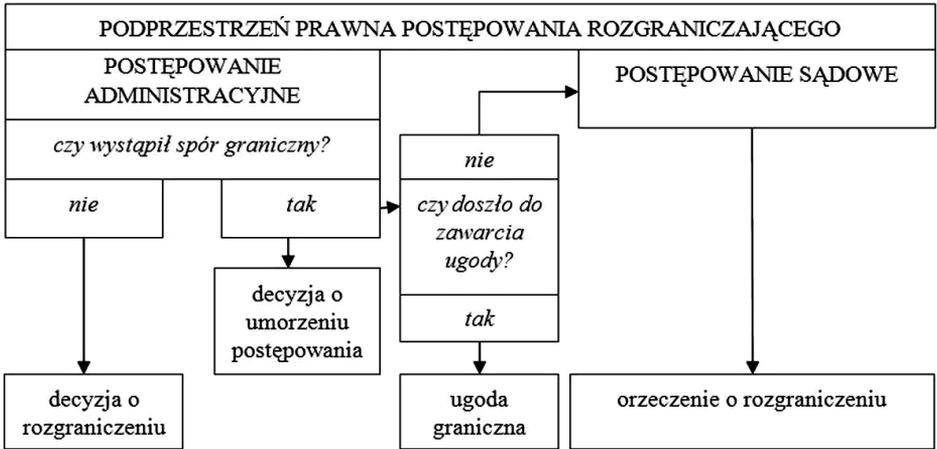 PODPRZESTRZEŃ PRAWNA POSTĘPOWANIA ROZGRANICZAJĄCEGO
POSTĘPOWANIE
ADMINISTRACYJNE
czy wystąpił spór graniczny?
nie
tak
decyzja o
rozgraniczeniu
decyzja o
umorzeniu
postępowania
nie
czy doszło do
zawarcia
ugody?
tak
ugoda
graniczna
POSTĘPOWANIE SĄDOWE
orzeczenie o rozgraniczeniu